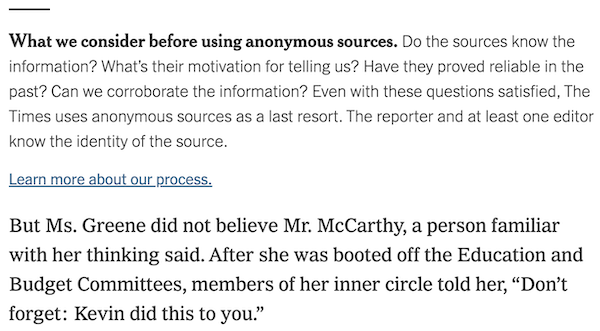 What we consider before using anonymous sources. Do the sources know the
information? What’s their motivation for telling us? Have they proved reliable in the
past? Can we corroborate the information? Even with these questions satisfied, The
Times uses anonymous sources as a last resort. The reporter and at least one editor
know the identity of the source.
Learn more about our process.
But Ms. Greene did not believe Mr. McCarthy, a person familiar
with her thinking said. After she was booted off the Education and
Budget Committees, members of her inner circle told her, “Don’t
forget: Kevin did this to you.”